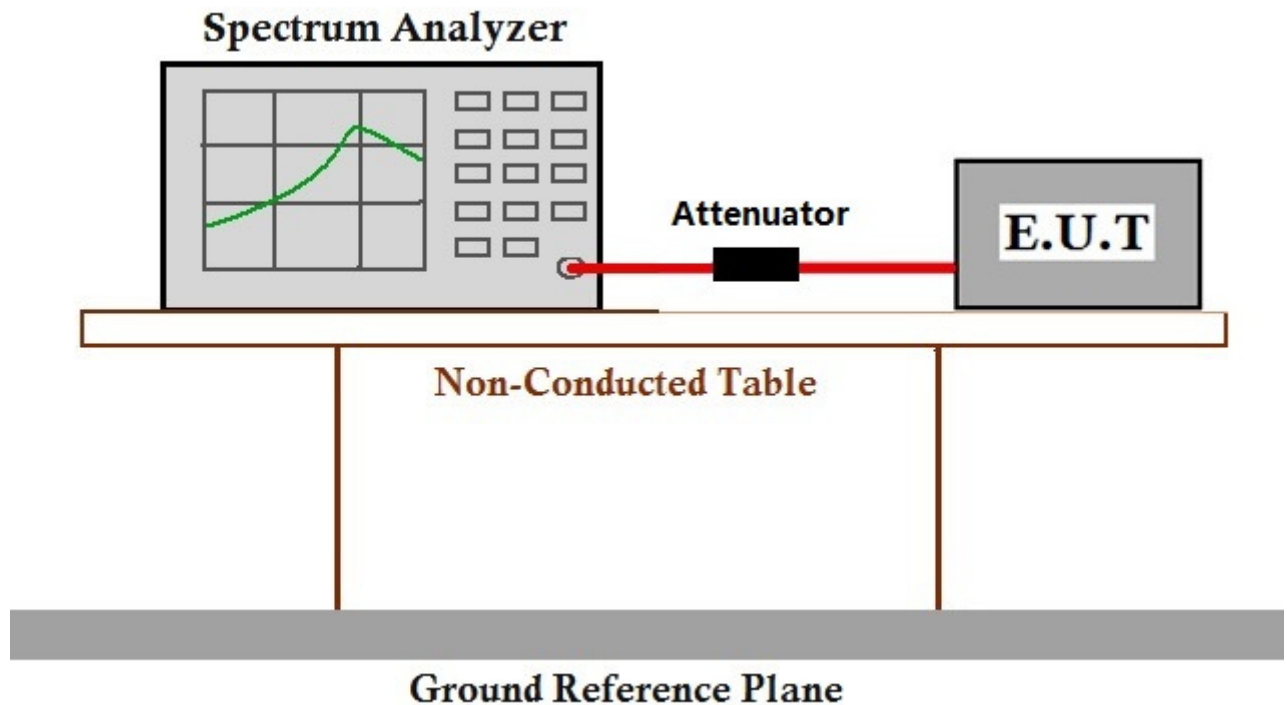 Spectrum Analyzer
Attenuator
E.U.T
Non-Conducted Table
Ground Reference Plane